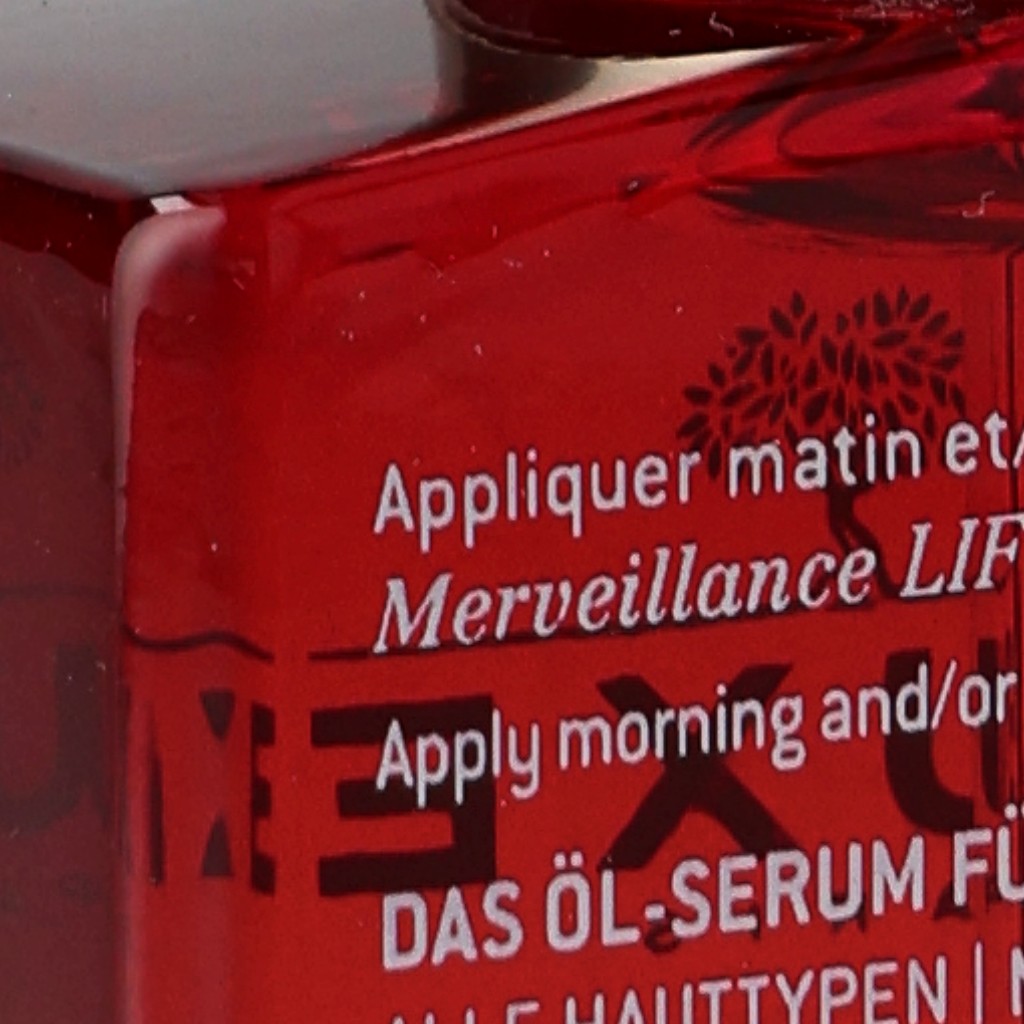 Appliquer matin et/
Merveillance LIF
Apply morning and/or
DAS ÖL-SERUM FÜ
ALLE HAUTTYPEN |